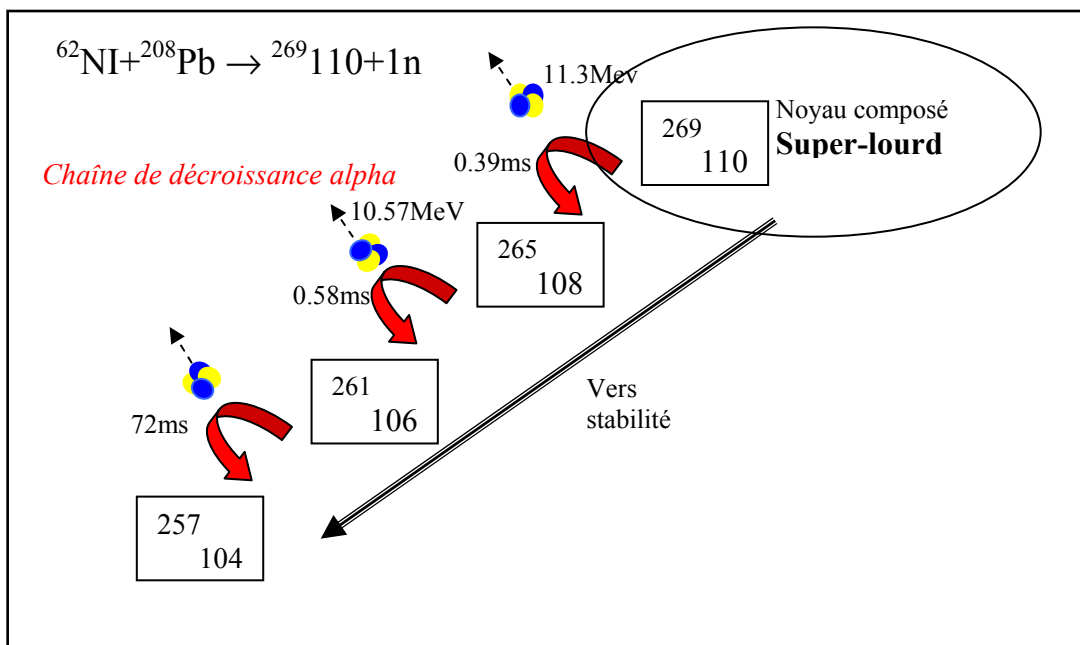 ⁶²NI+²⁰⁸Pb → ²⁶⁹110+1n
11.3Mev
Noyau composé
Super-lourd
269
110
0.39ms
Chaîne de décroissance alpha
10.57MeV
265
108
0.58ms
261
106
Vers
stabilité
72ms
257
104